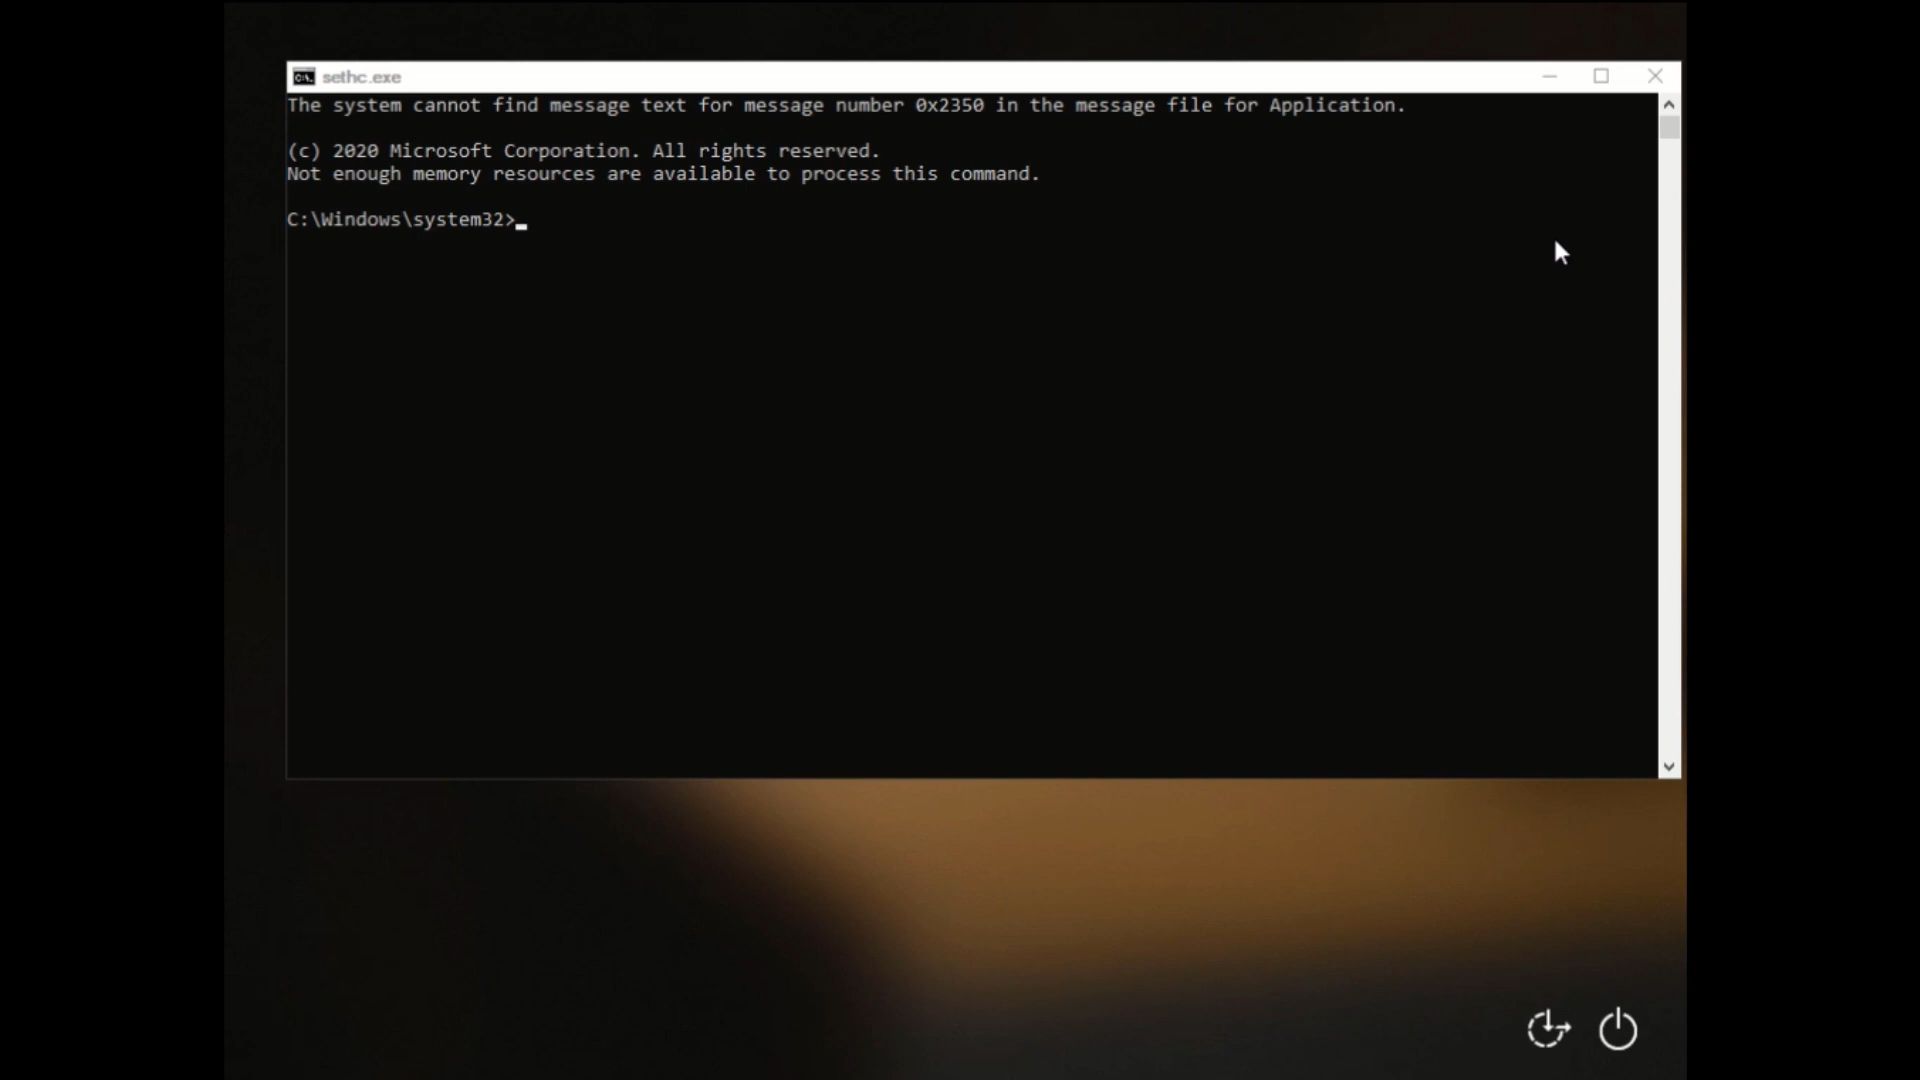 sethc.exe
The system cannot find message text for message number 0x2350 in the message file for Application.
(c) 2020 Microsoft Corporation. All rights reserved.
Not enough memory resources are available to process this command.
C:\Windows\system32>